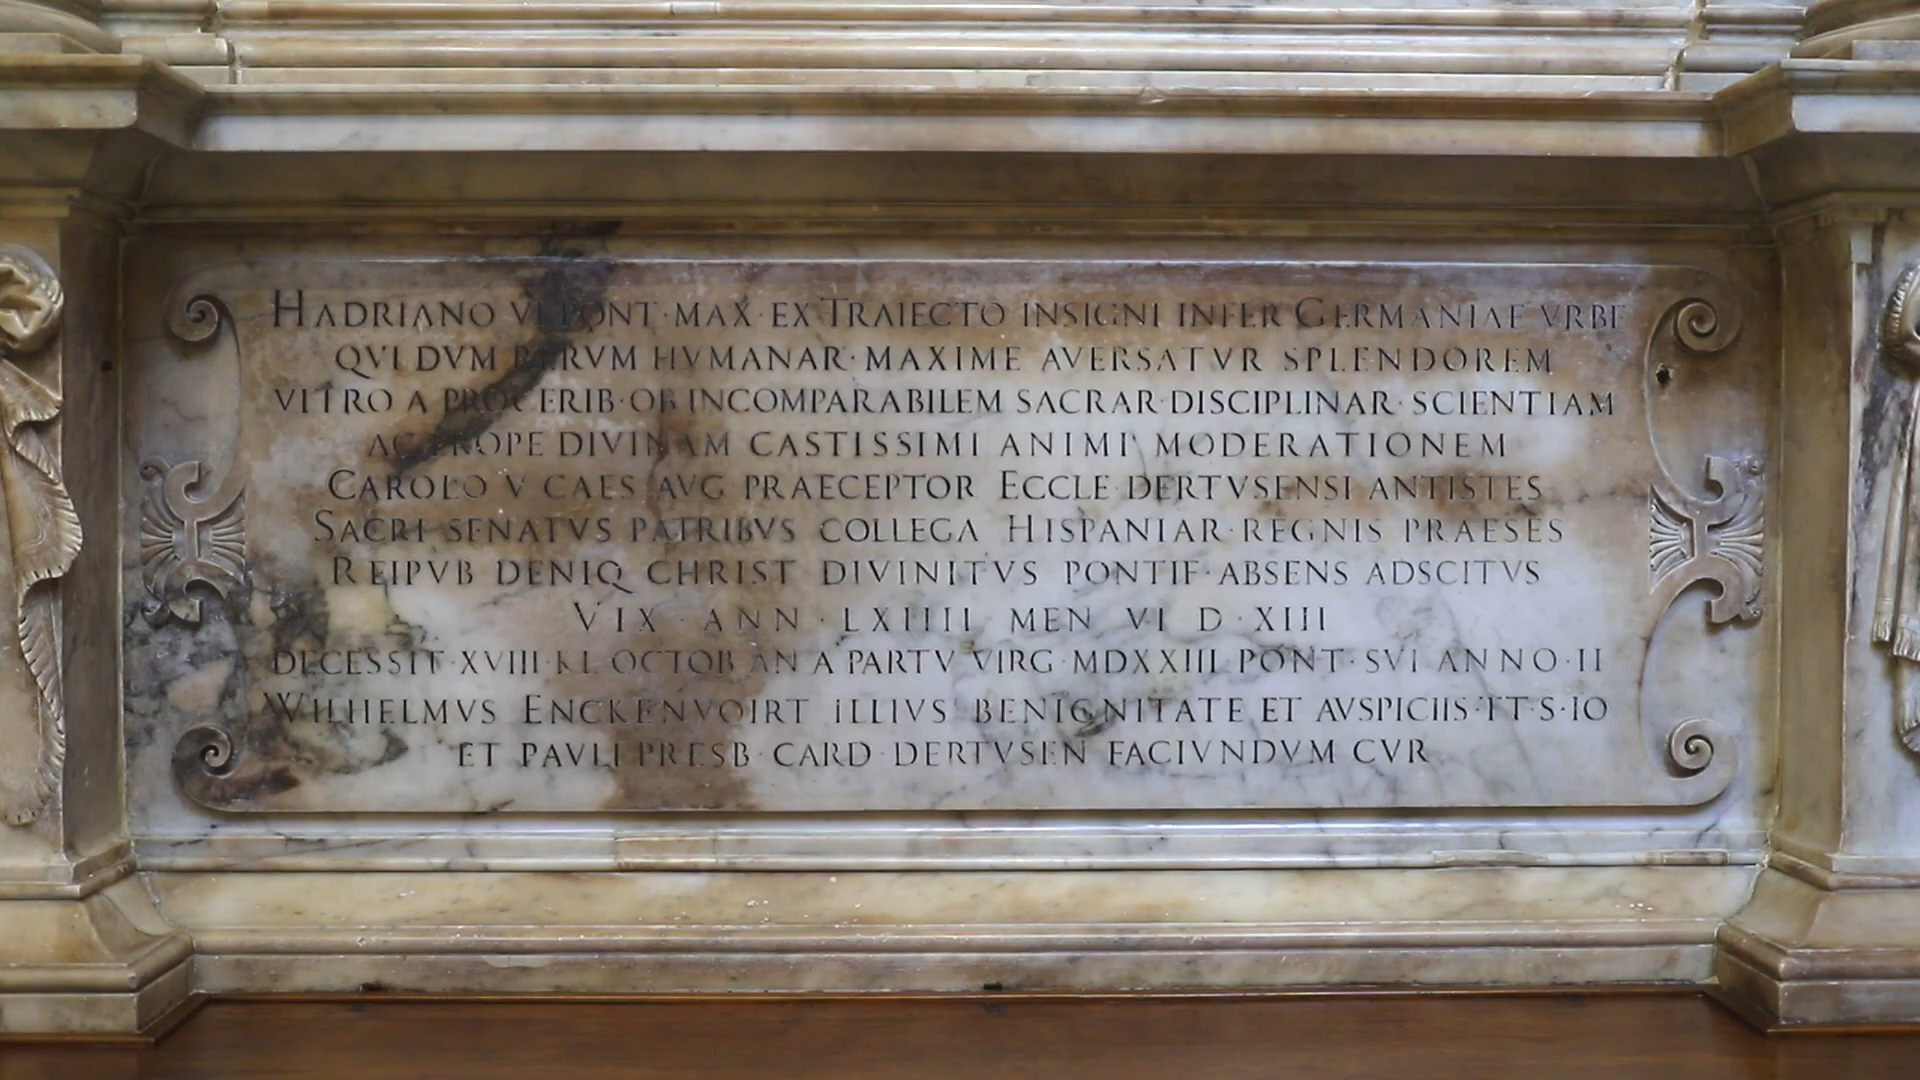 HADRIANO VI PONT·MAX·EX TRAIECTO INSIGNI INFER GERMANIAE VRBE
QVI DVM RERVM HVMANAR·MAXIME AVERSATVR SPLENDOREM
VLTRO A PROCERIB·OB INCOMPARABILEM SACRAR·DISCIPLINAR·SCIENTIAM
AC PROPE DIVINAM CASTISSIMI ANIMI MODERATIONEM
CAROLO V CAES AVG PRAECEPTOR ECCLE·DERTVSENSI ANTISTES
SACRI SENATVS PATRIBVS COLLEGA HISPANIAR·REGNIS PRAESES
REIPVB DENIQ CHRIST DIVINITVS PONTIF·ABSENS ADSCITVS
VIX·ANN·LXIIII MEN VI D·XIII
DECESSIT·XVIII·KL OCTOB AN A PARTV VIRG·MDXXIII PONT·SVI ANNO·II
WILHELMVS ENCKENVOIRT ILLIVS BENIGNITATE ET AVSPICIIS·TT·S·IO
ET PAVLI PRESB·CARD·DERTVSEN FACIVNDVM CVR